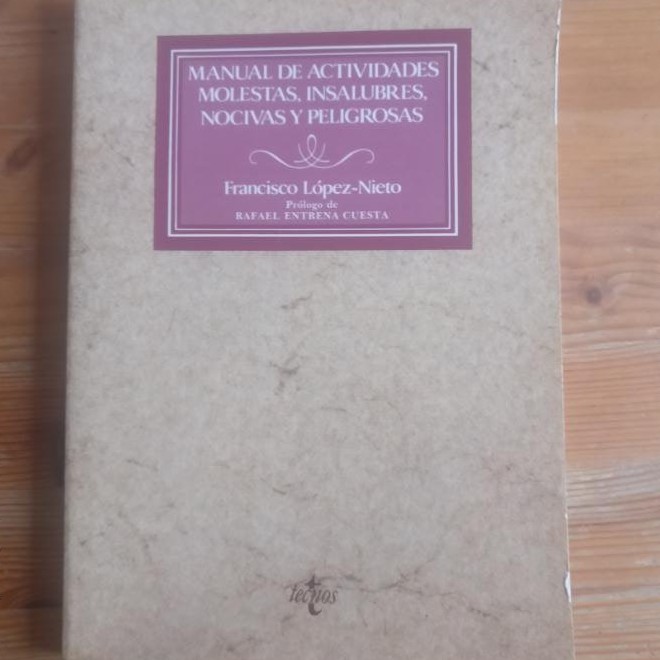 MANUAL DE ACTIVIDADES
MOLESTAS, INSALUBRES,
NOCIVAS Y PELIGROSAS
Francisco López-Nieto
Prólogo de
RAFAEL ENTRENA CUESTA
tecnos